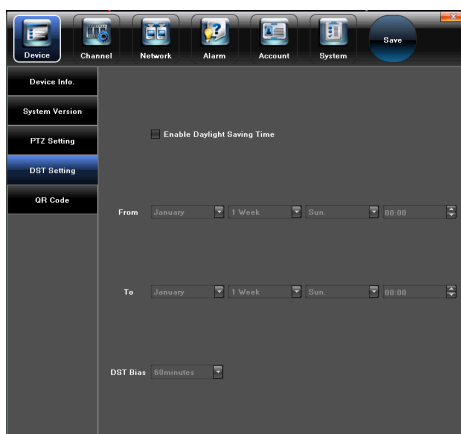 Device Channel Network Alarm Account System Save
Device Info.
System Version
PTZ Setting
DST Setting
QR Code
Enable Daylight Saving Time
From January 1 Week Sun. 00:00
To January 1 Week Sun. 00:00
DST Bias 60minutes